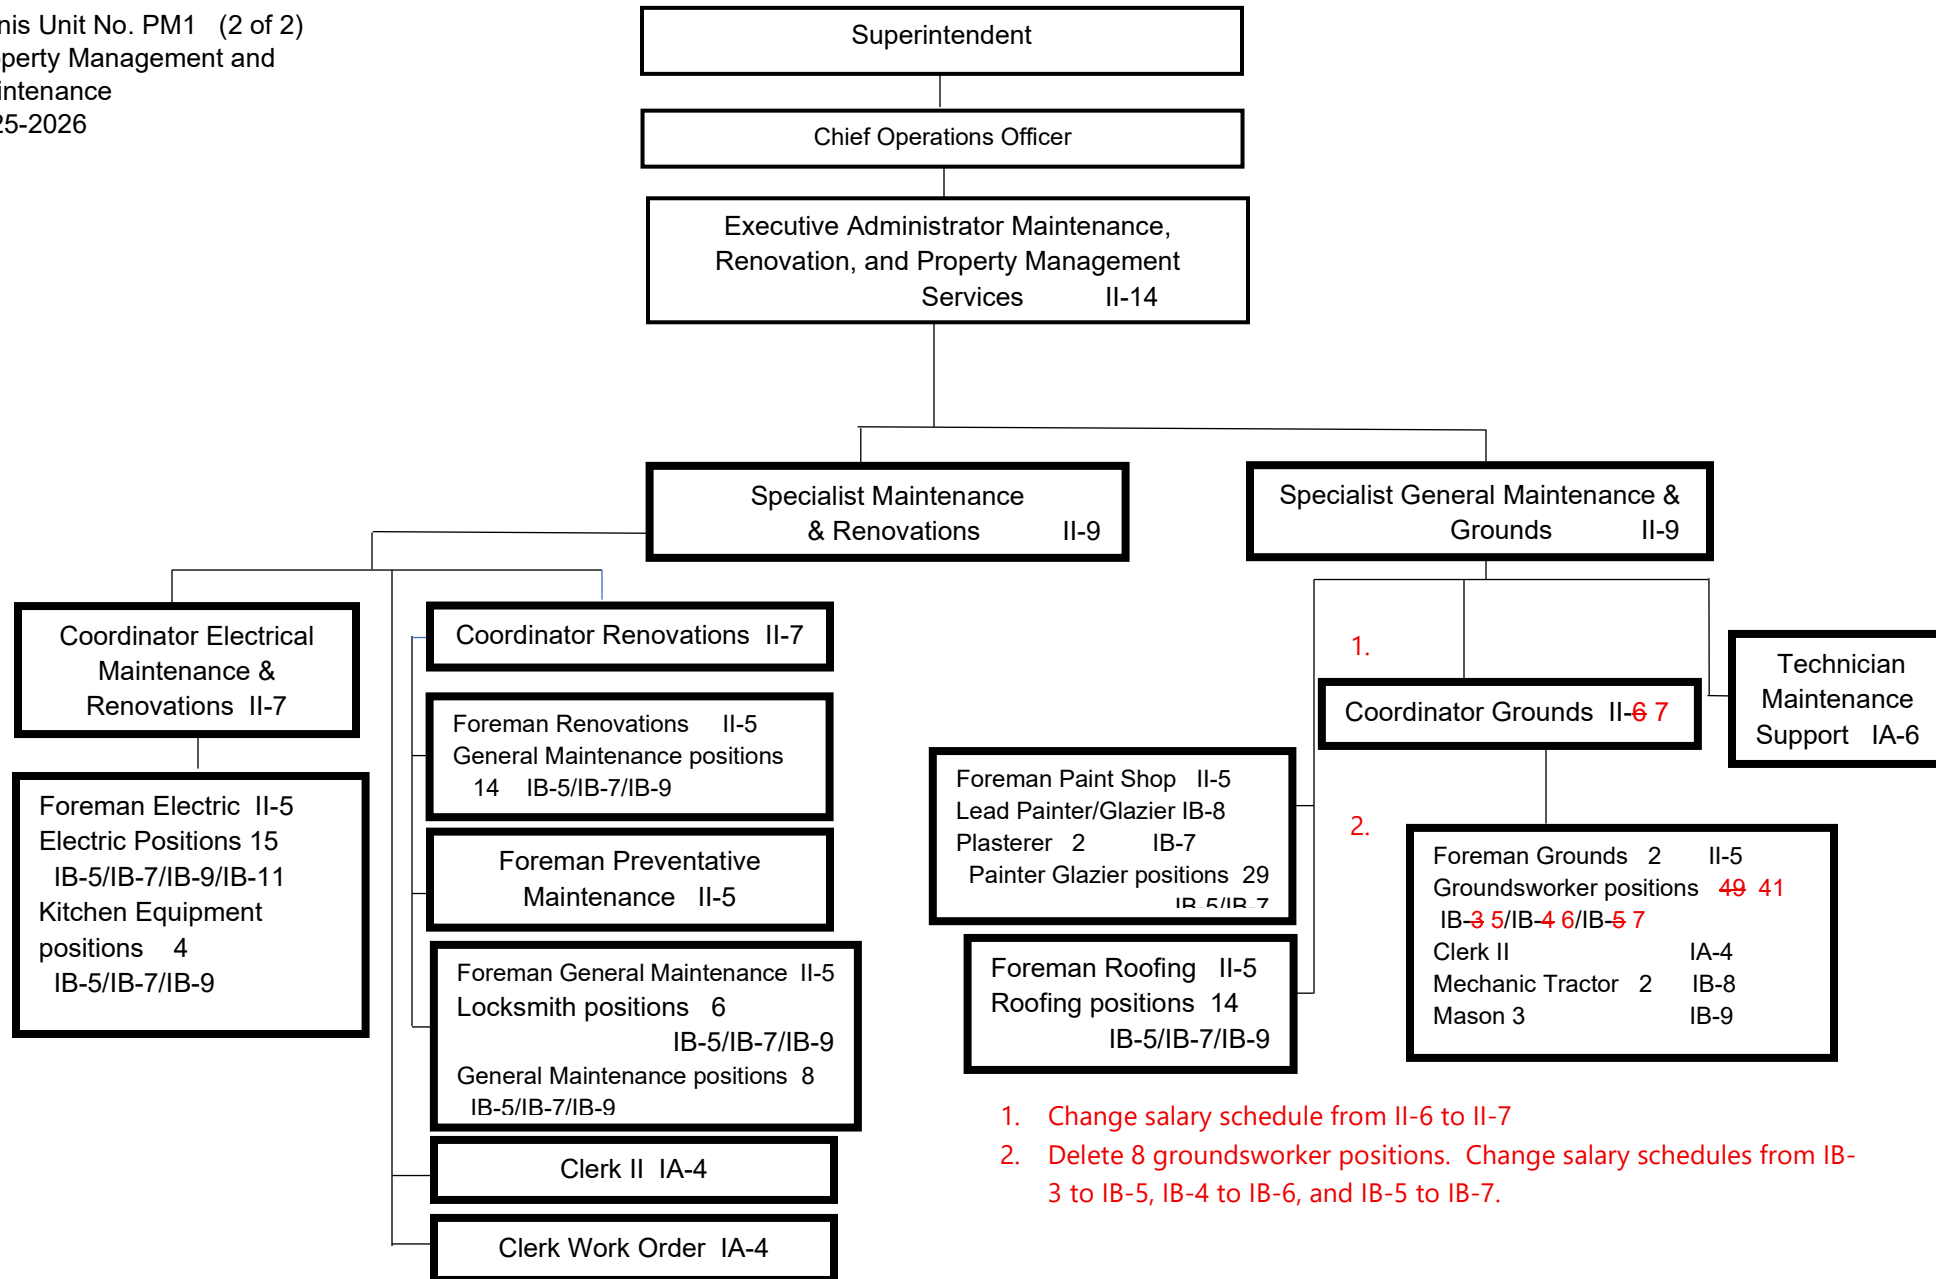 Unit No. PM1 (2 of 2)
Management and
2026
Superintendent
Chief Operations Officer
Executive Administrator Maintenance,
Renovation, and Property Management
Services II-14
Specialist Maintenance
& Renovations II-9
Specialist General Maintenance &
Grounds II-9
Coordinator Electrical
Maintenance &
Renovations II-7
Foreman Electric II-5
Electric Positions 15
IB-5/IB-7/IB-9/IB-11
Kitchen Equipment
positions 4
IB-5/IB-7/IB-9
Coordinator Renovations II-7
Foreman Renovations II-5
General Maintenance positions
14 IB-5/IB-7/IB-9
Foreman Preventative
Maintenance II-5
Foreman General Maintenance II-5
Locksmith positions 6
IB-5/IB-7/IB-9
General Maintenance positions 8
IB-5/IB-7/IB-9
Clerk II IA-4
Clerk Work Order IA-4
Foreman Paint Shop II-5
Lead Painter/Glazier IB-8
Plasterer 2 IB-7
Painter Glazier positions 29
IB-5/IB-7
Foreman Roofing II-5
Roofing positions 14
IB-5/IB-7/IB-9
1.
Coordinator Grounds II-6 7
Technician
Maintenance
Support IA-6
2.
Foreman Grounds 2 II-5
Groundsworker positions 49 41
IB-3 5/IB-4 6/IB-5 7
Clerk II IA-4
Mechanic Tractor 2 IB-8
Mason 3 IB-9
1. Change salary schedule from II-6 to II-7
2. Delete 8 groundsworker positions. Change salary schedules from IB-
3 to IB-5, IB-4 to IB-6, and IB-5 to IB-7.